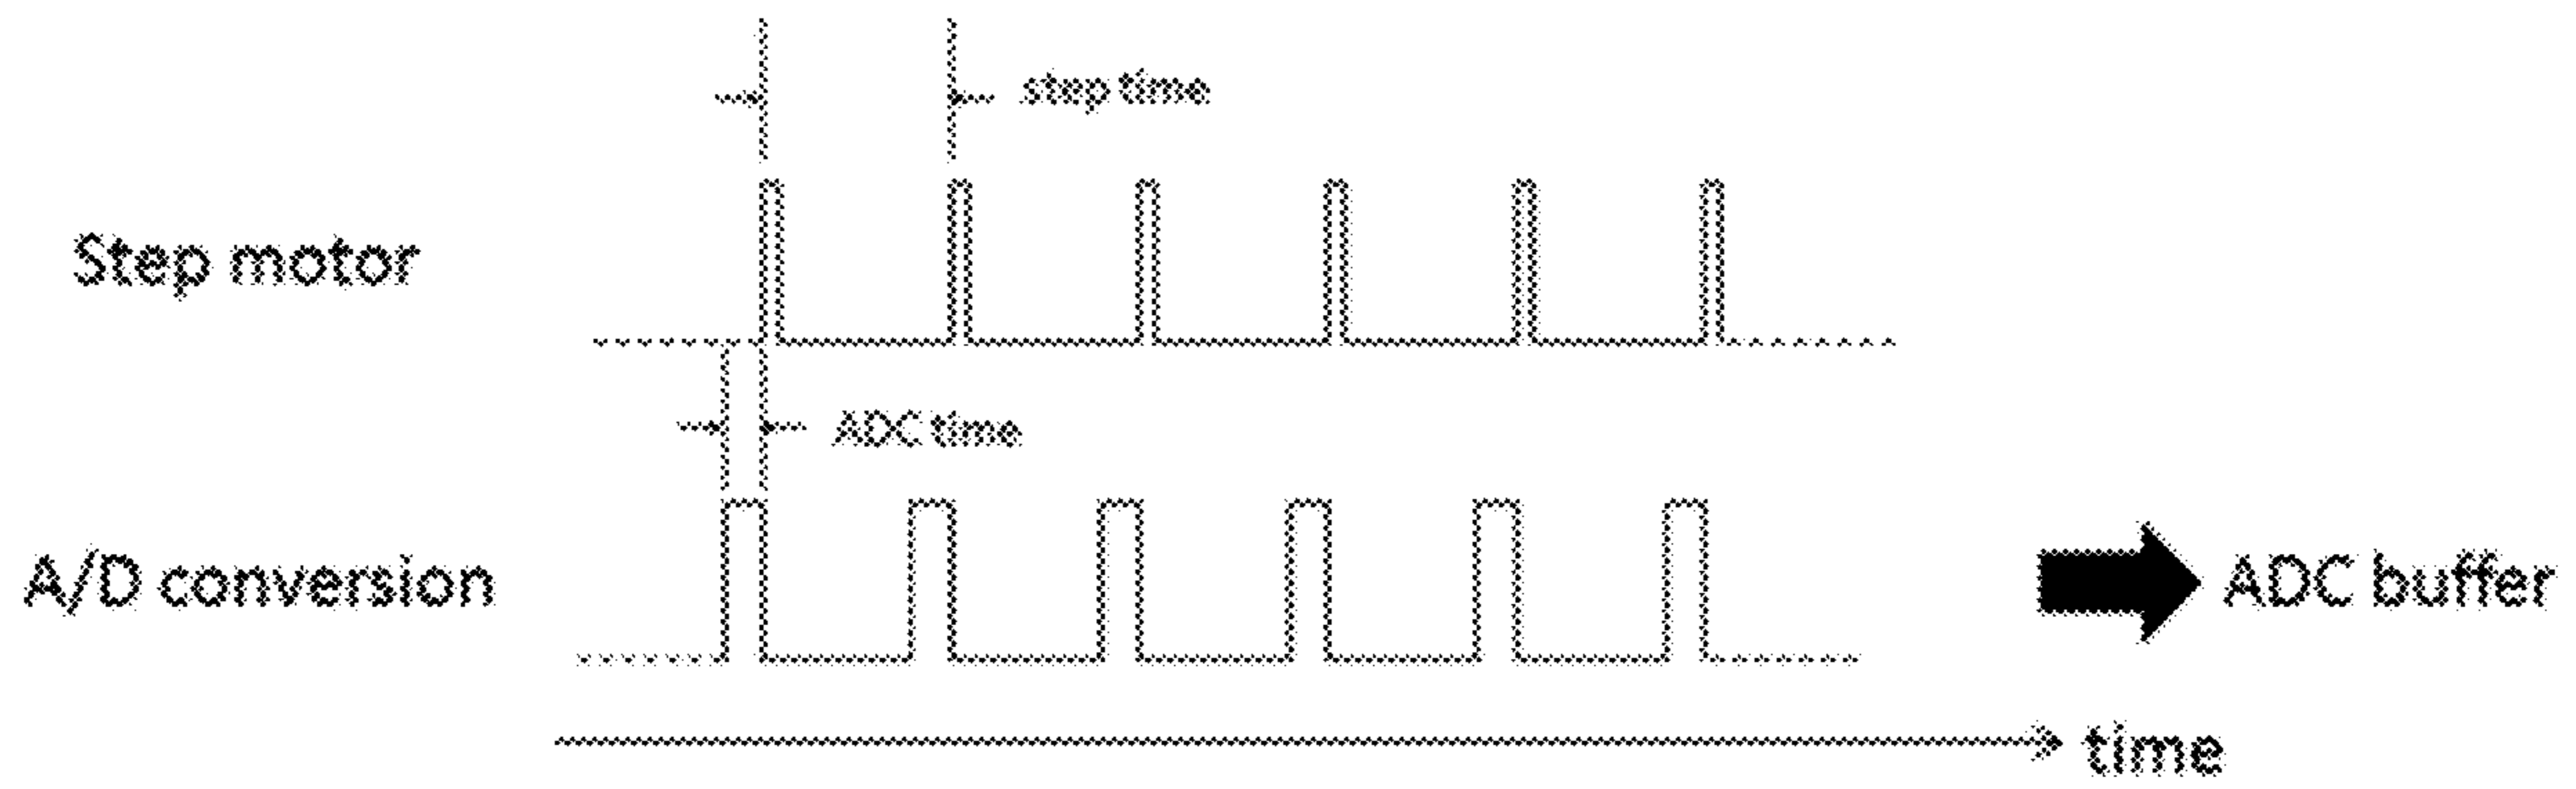 step time
Step motor
ADC time
A/D conversion
ADC buffer
time